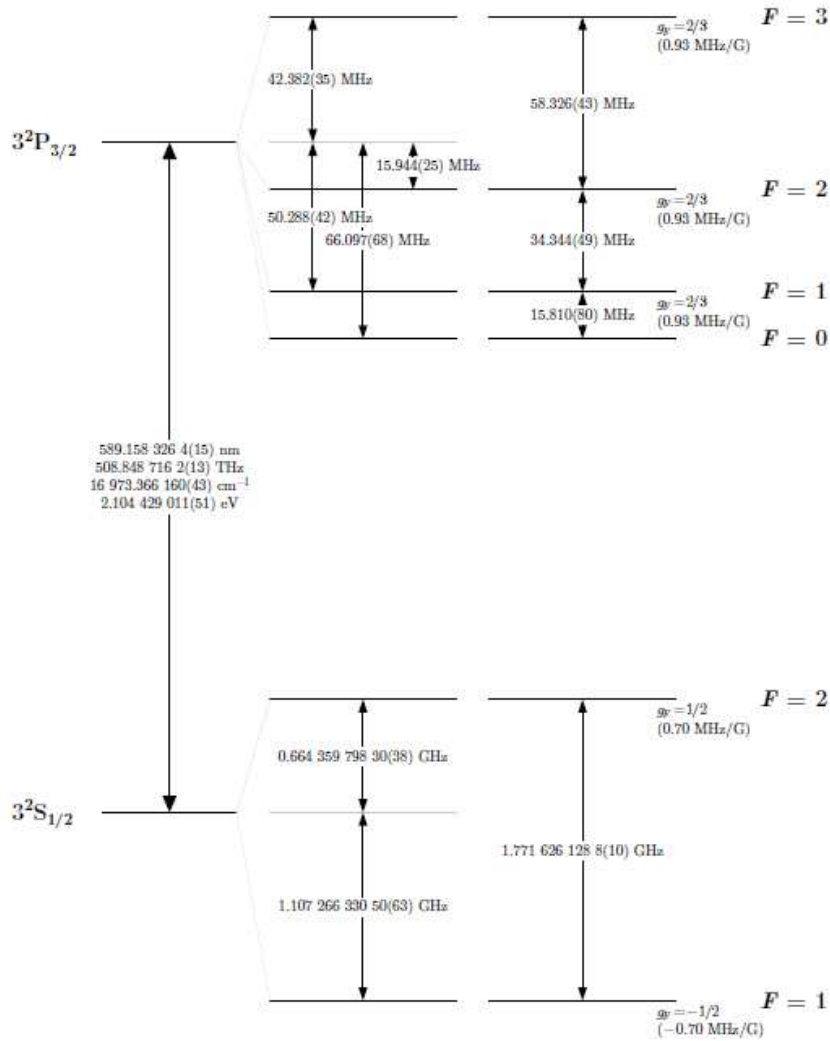 F = 3
g_F = 2/3
(0.93 MHz/G)
42.382(35) MHz
58.326(43) MHz
3²P₃/₂
15.944(25) MHz
F = 2
g_F = 2/3
(0.93 MHz/G)
50.288(42) MHz
66.097(68) MHz
34.344(49) MHz
F = 1
g_F = 2/3
(0.93 MHz/G)
15.810(80) MHz
F = 0
589.158 326 4(15) nm
508.848 716 2(13) THz
16 973.366 160(43) cm⁻¹
2.104 429 011(51) eV
F = 2
g_F = 1/2
(0.70 MHz/G)
0.664 359 798 30(38) GHz
3²S₁/₂
1.771 626 128 8(10) GHz
1.107 266 330 50(63) GHz
F = 1
g_F = −1/2
(−0.70 MHz/G)